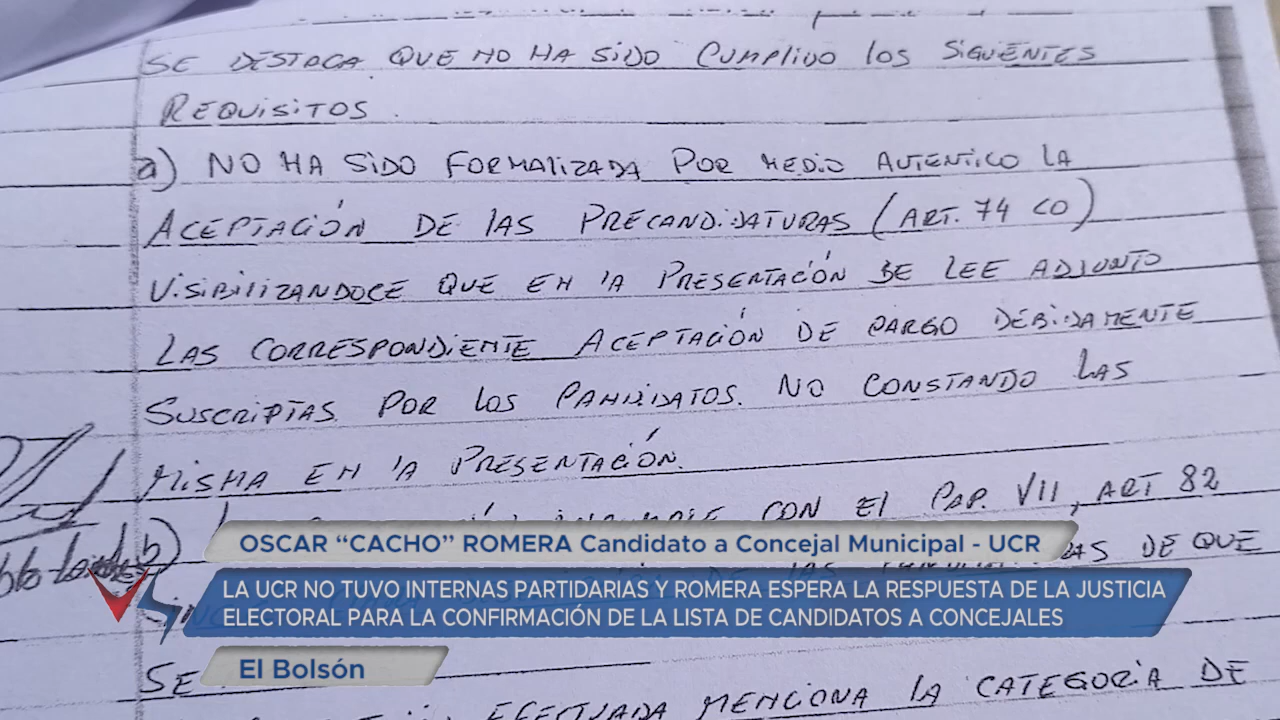 SE DESTACA QUE NO HA SIDO CUMPLIDO LOS SIGUENTES
REQUISITOS.
a) NO HA SIDO FORMALIZADA POR MEDIO AUTENTICO LA
ACEPTACIÓN DE LAS PRECANDIDATURAS (ART. 74 CO)
VISIBILIZANDOCE QUE EN LA PRESENTACIÓN SE LEE ADJUNTO
LAS CORRESPONDIENTE ACEPTACIÓN DE CARGO DEBIDAMENTE
SUSCRIPTAS POR LOS CANDIDATOS. NO CONSTANDO LAS
MISMA EN LA PRESENTACIÓN.
b) CON EL CAP. VII, ART 82
DE QUE
SE
EFECTUADA MENCIONA LA CATEGORIA DE
OSCAR “CACHO” ROMERA Candidato a Concejal Municipal - UCR
LA UCR NO TUVO INTERNAS PARTIDARIAS Y ROMERA ESPERA LA RESPUESTA DE LA JUSTICIA
ELECTORAL PARA LA CONFIRMACIÓN DE LA LISTA DE CANDIDATOS A CONCEJALES
El Bolsón